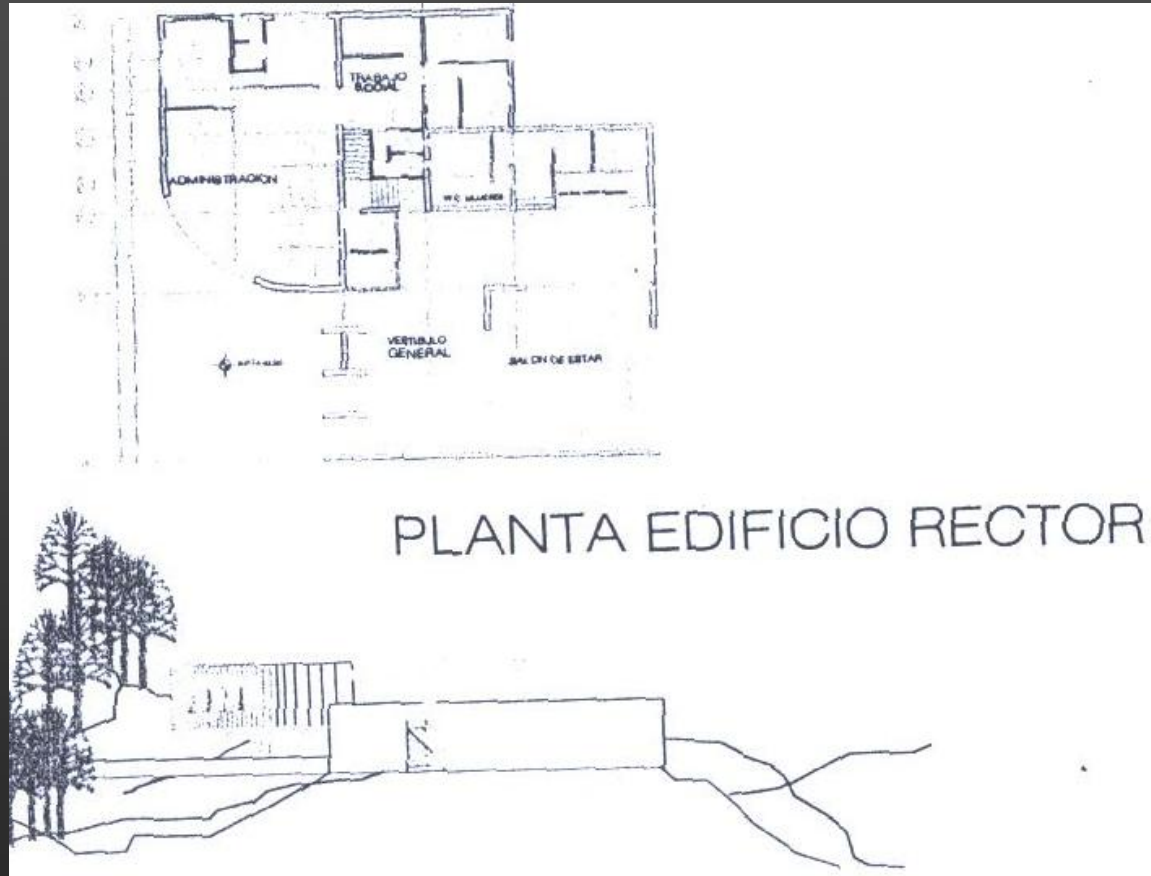 TRABAJO
SOCIAL
ADMINISTRACION
W C MUJERES
VESTIBULO
GENERAL
SALON DE ESTAR
PLANTA EDIFICIO RECTOR